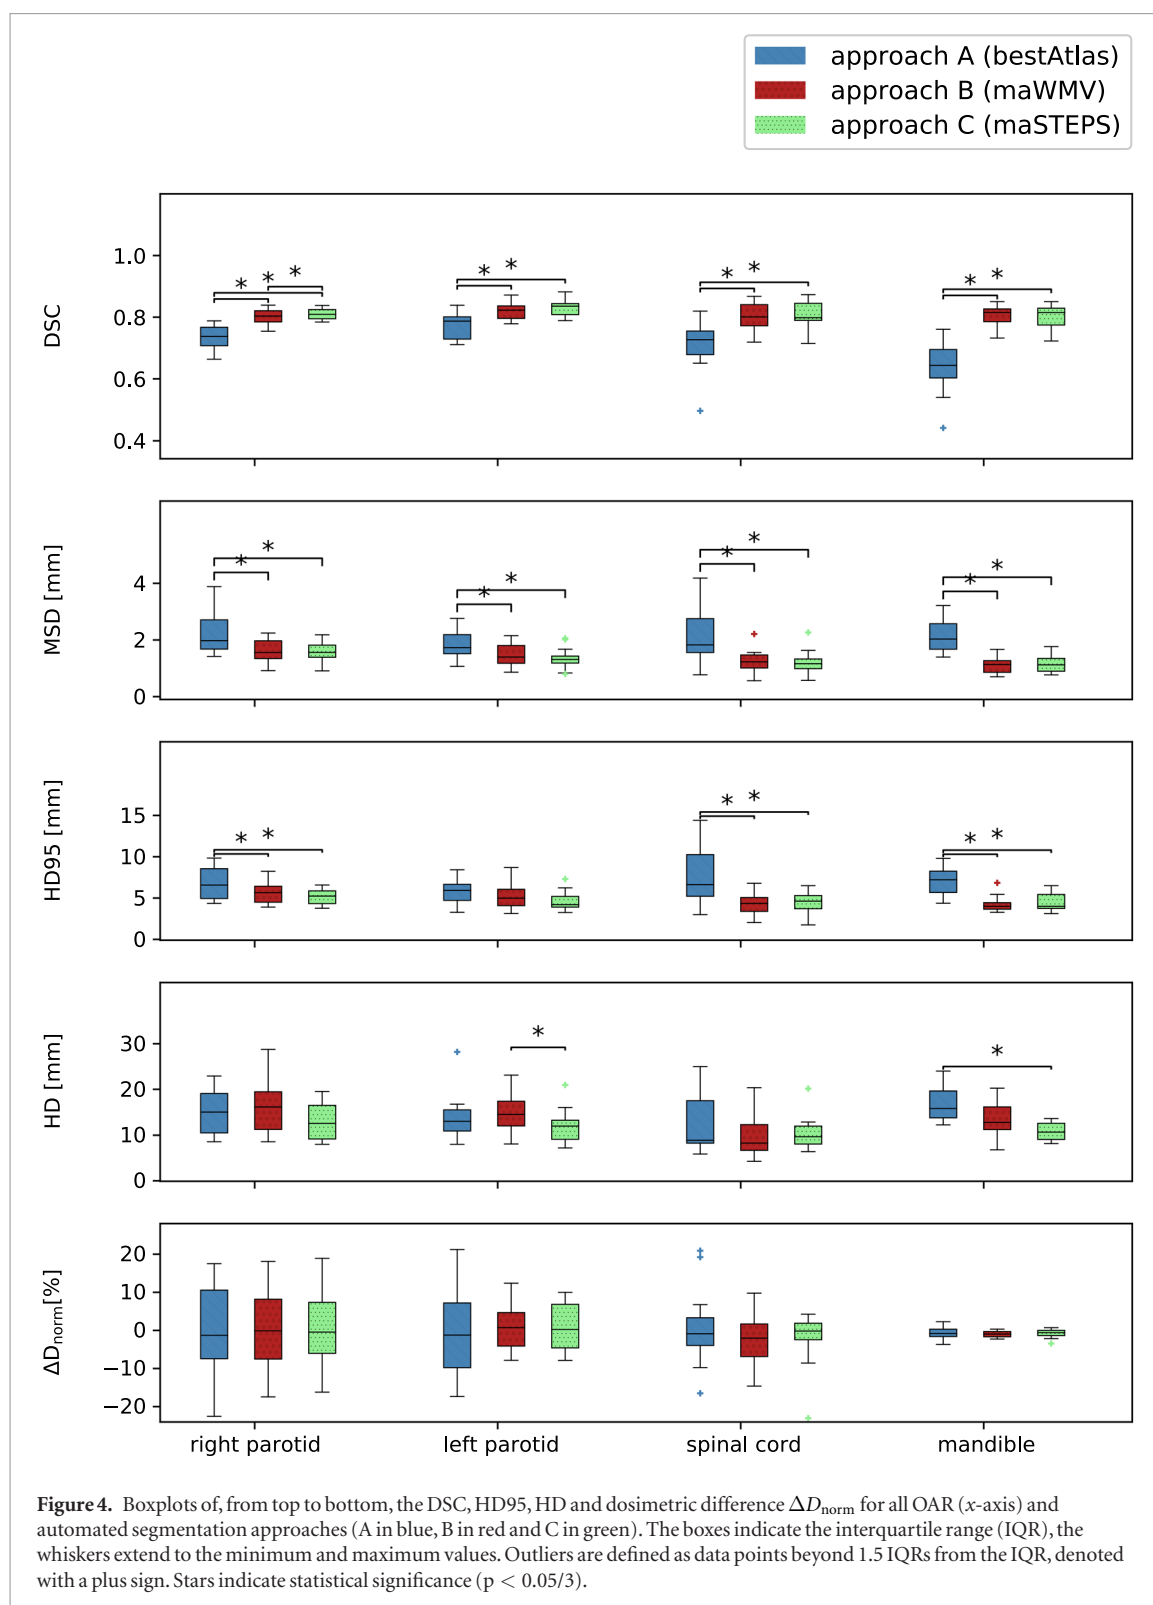 approach A (bestAtlas)
approach B (maWMV)
approach C (maSTEPS)
DSC
1.0
0.8
0.6
0.4
* * *
* *
* *
* *
MSD [mm]
4
2
0
* *
* *
* *
* *
HD95 [mm]
15
10
5
0
* *
* *
* *
HD [mm]
30
20
10
0
*
*
ΔD_norm[%]
20
10
0
−10
−20
right parotid
left parotid
spinal cord
mandible
Figure 4. Boxplots of, from top to bottom, the DSC, HD95, HD and dosimetric difference ΔD_norm for all OAR (x-axis) and
automated segmentation approaches (A in blue, B in red and C in green). The boxes indicate the interquartile range (IQR), the
whiskers extend to the minimum and maximum values. Outliers are defined as data points beyond 1.5 IQRs from the IQR, denoted
with a plus sign. Stars indicate statistical significance (p < 0.05/3).